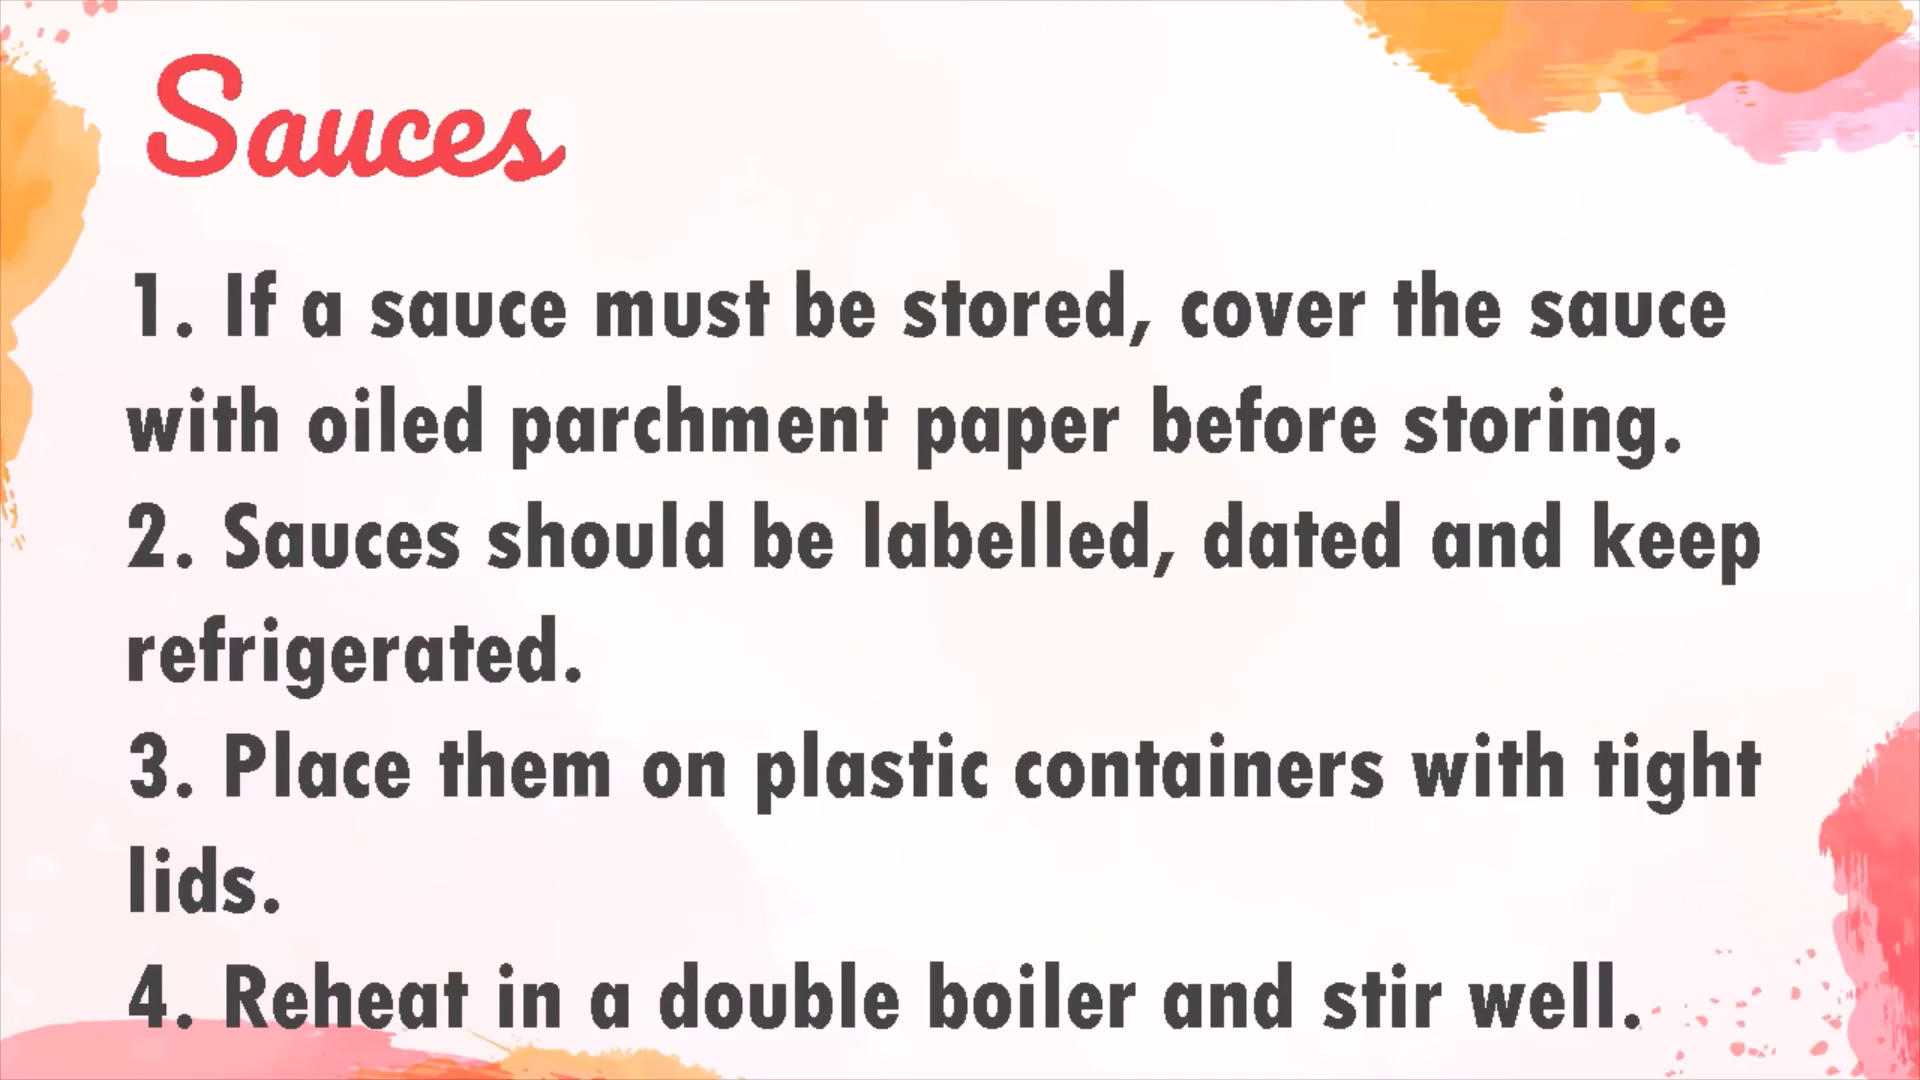 Sauces
1. If a sauce must be stored, cover the sauce
with oiled parchment paper before storing.
2. Sauces should be labelled, dated and keep
refrigerated.
3. Place them on plastic containers with tight
lids.
4. Reheat in a double boiler and stir well.